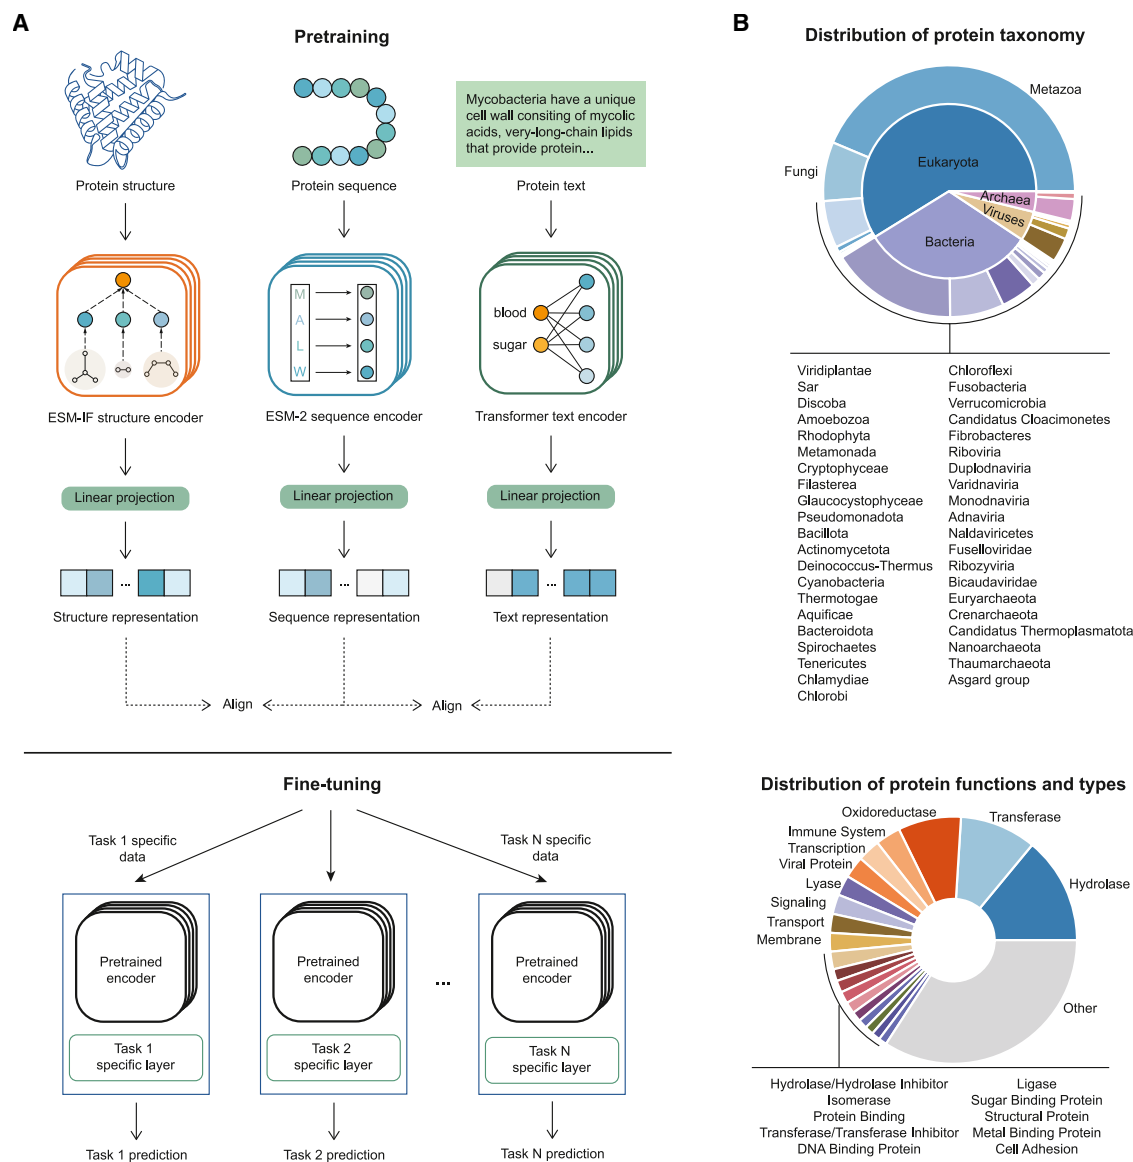 A
Pretraining
Mycobacteria have a unique
cell wall consiting of mycolic
acids, very-long-chain lipids
that provide protein...
Protein structure
Protein sequence
Protein text
M
A
L
W
blood
sugar
ESM-IF structure encoder
ESM-2 sequence encoder
Transformer text encoder
Linear projection
Linear projection
Linear projection
...
...
...
Structure representation
Sequence representation
Text representation
Align
Align
Fine-tuning
Task 1 specific
data
Task N specific
data
Pretrained
encoder
Pretrained
encoder
...
Pretrained
encoder
Task 1
specific layer
Task 2
specific layer
Task N
specific layer
Task 1 prediction
Task 2 prediction
Task N prediction
B
Distribution of protein taxonomy
Metazoa
Fungi
Eukaryota
Archaea
Viruses
Bacteria
Viridiplantae
Sar
Discoba
Amoebozoa
Rhodophyta
Metamonada
Cryptophyceae
Filasterea
Glaucocystophyceae
Pseudomonadota
Bacillota
Actinomycetota
Deinococcus-Thermus
Cyanobacteria
Thermotogae
Aquificae
Bacteroidota
Spirochaetes
Tenericutes
Chlamydiae
Chlorobi
Chloroflexi
Fusobacteria
Verrucomicrobia
Candidatus Cloacimonetes
Fibrobacteres
Riboviria
Duplodnaviria
Varidnaviria
Monodnaviria
Adnaviria
Naldaviricetes
Fuselloviridae
Ribozyviria
Bicaudaviridae
Euryarchaeota
Crenarchaeota
Candidatus Thermoplasmatota
Nanoarchaeota
Thaumarchaeota
Asgard group
Distribution of protein functions and types
Oxidoreductase
Transferase
Immune System
Transcription
Viral Protein
Lyase
Signaling
Transport
Membrane
Hydrolase
Other
Hydrolase/Hydrolase Inhibitor
Isomerase
Protein Binding
Transferase/Transferase Inhibitor
DNA Binding Protein
Ligase
Sugar Binding Protein
Structural Protein
Metal Binding Protein
Cell Adhesion